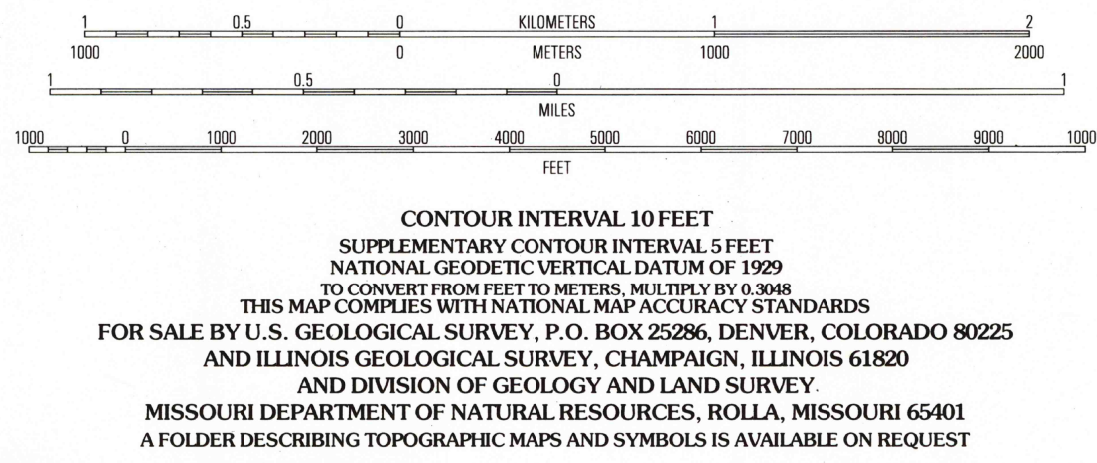 1 0.5 0 KILOMETERS 1 2
1000 0 METERS 1000 2000
1 0.5 0 1
MILES
1000 0 1000 2000 3000 4000 5000 6000 7000 8000 9000 1000
FEET
CONTOUR INTERVAL 10 FEET
SUPPLEMENTARY CONTOUR INTERVAL 5 FEET
NATIONAL GEODETIC VERTICAL DATUM OF 1929
TO CONVERT FROM FEET TO METERS, MULTIPLY BY 0.3048
THIS MAP COMPLIES WITH NATIONAL MAP ACCURACY STANDARDS
FOR SALE BY U.S. GEOLOGICAL SURVEY, P.O. BOX 25286, DENVER, COLORADO 80225
AND ILLINOIS GEOLOGICAL SURVEY, CHAMPAIGN, ILLINOIS 61820
AND DIVISION OF GEOLOGY AND LAND SURVEY
MISSOURI DEPARTMENT OF NATURAL RESOURCES, ROLLA, MISSOURI 65401
A FOLDER DESCRIBING TOPOGRAPHIC MAPS AND SYMBOLS IS AVAILABLE ON REQUEST